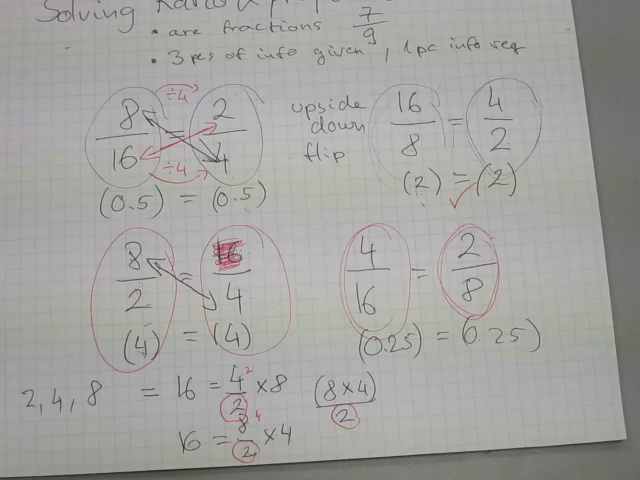 Solving Ratio &
• are fractions 7/9
• 3 pcs of info given, 1 pc info req
÷4
8/16 = 2/4
÷4
(0.5) = (0.5)
upside
down
flip
16/8 = 4/2
(2) = (2)
8/2 = 16/4
(4) = (4)
4/16 = 2/8
(0.25) = (0.25)
2, 4, 8 = 16 = 4²/2 × 8 (8×4)/2
16 = 8⁴/2 × 4